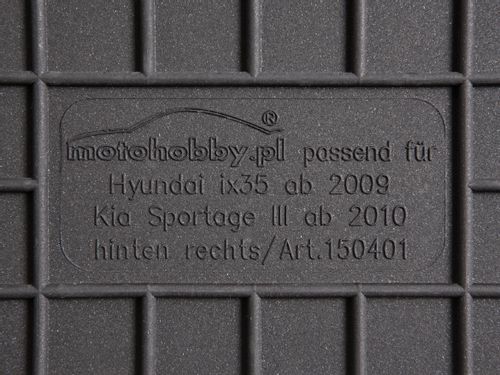 motohobby.pl® passend für
Hyundai ix35 ab 2009
Kia Sportage III ab 2010
hinten rechts/Art.150401